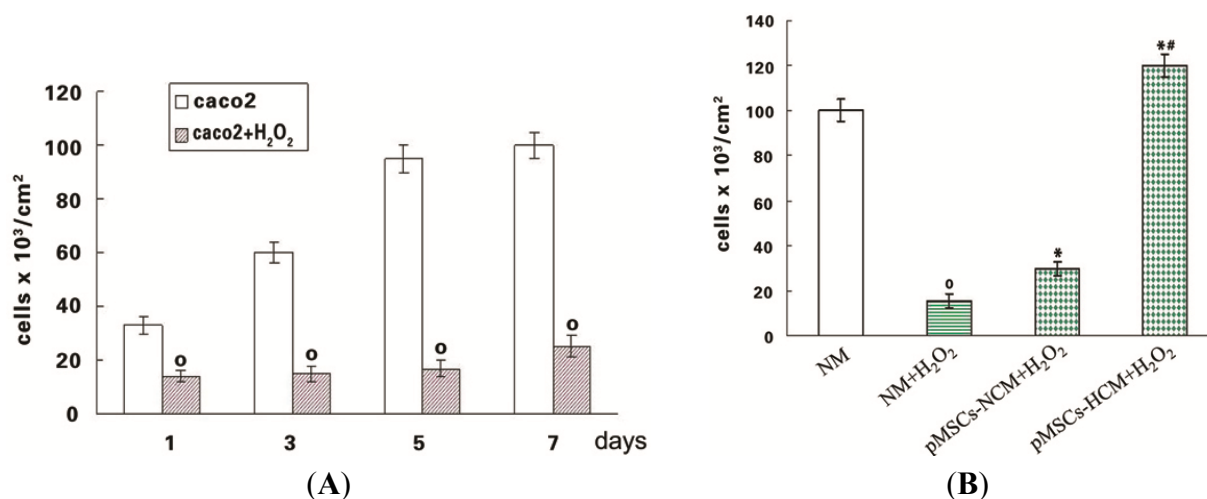 cells x 10³/cm²
120
100
80
60
40
20
0
caco2
caco2+H₂O₂
o
o
o
o
1 3 5 7 days
(A)
B
cells x 10³/cm²
140
120
100
80
60
40
20
0
o
*
*#
NM
NM+H₂O₂
pMSCs-NCM+H₂O₂
pMSCs-HCM+H₂O₂
(B)